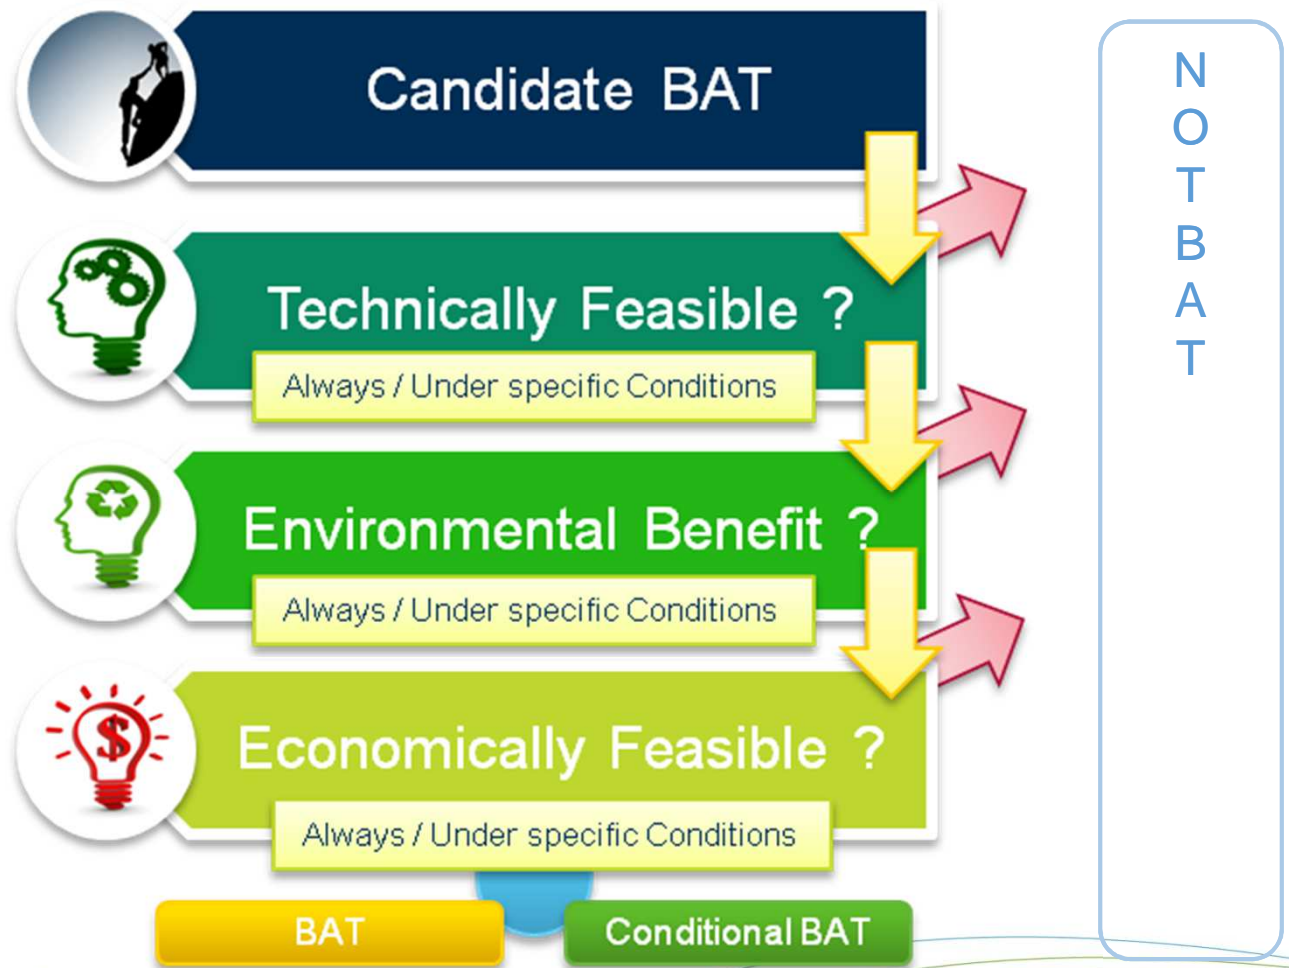 Candidate BAT
Technically Feasible ?
Always / Under specific Conditions
Environmental Benefit ?
Always / Under specific Conditions
$
Economically Feasible ?
Always / Under specific Conditions
BAT
Conditional BAT
N
O
T
B
A
T